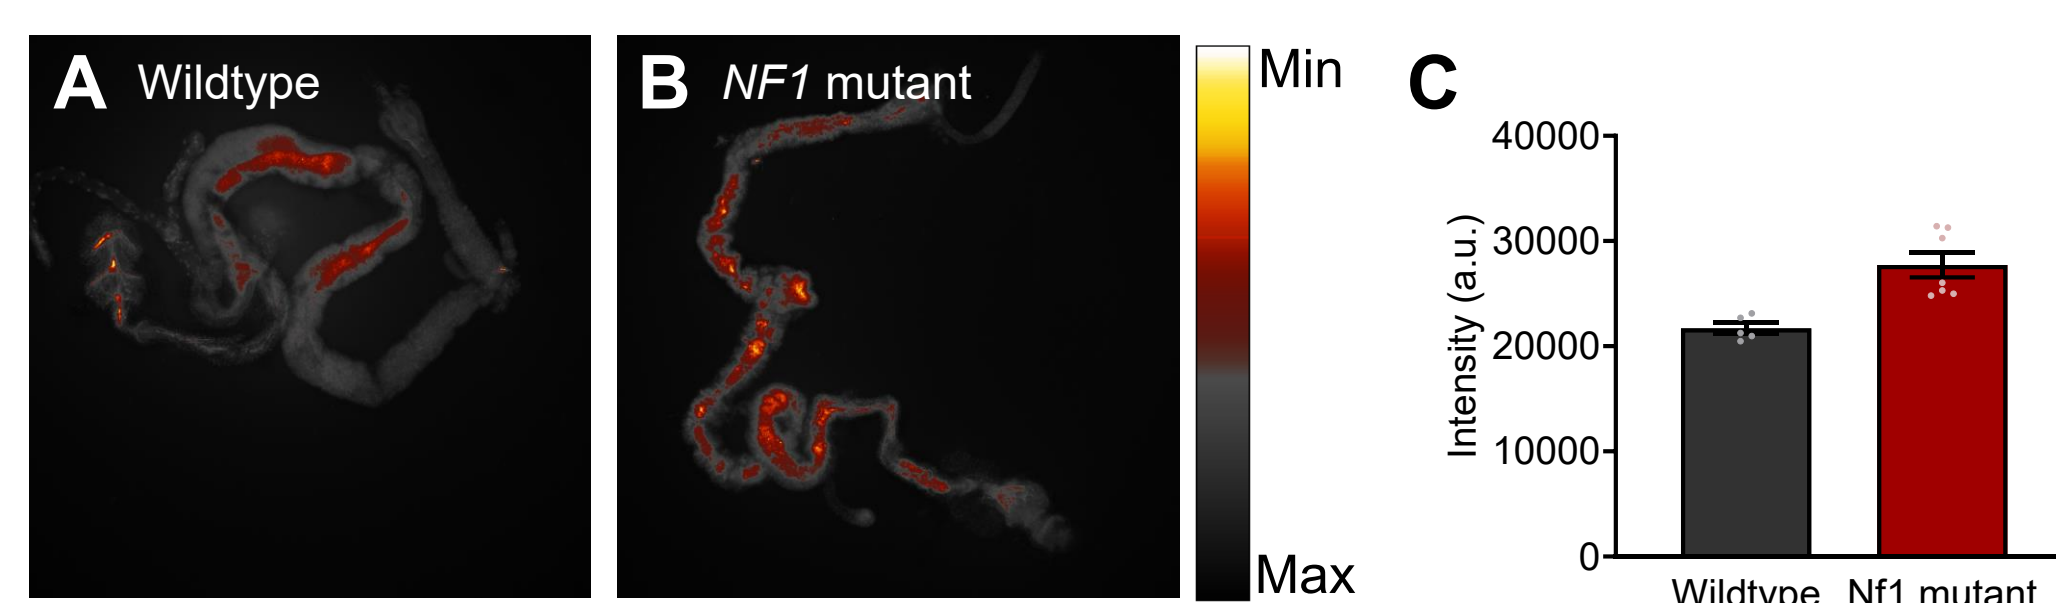 A Wildtype
B NF1 mutant
Min
Max
C
40000
30000
20000
10000
0
Intensity (a.u.)
Wildtype Nf1 mutant